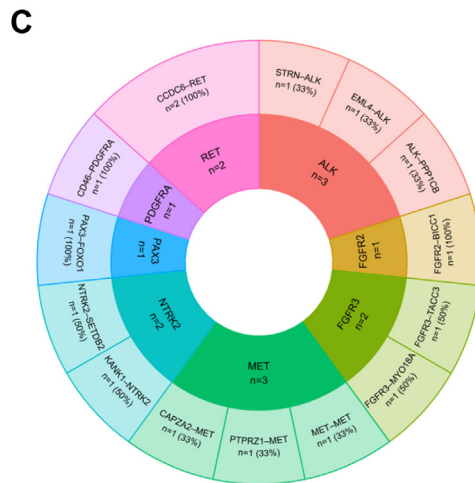 C
STRN–ALK
n=1 (33%)
EML4–ALK
n=1 (33%)
ALK–PPP1CB
n=1 (33%)
FGFR2–BICC1
n=1 (100%)
FGFR3–TACC3
n=1 (50%)
FGFR3–MYO18A
n=1 (50%)
MET–MET
n=1 (33%)
PTPRZ1–MET
n=1 (33%)
CAPZA2–MET
n=1 (33%)
KANK1–NTRK2
n=1 (50%)
NTRK2–SETDB2
n=1 (50%)
PAX3–FOXO1
n=1 (100%)
CD46–PDGFRA
n=1 (100%)
CCDC6–RET
n=2 (100%)
ALK
n=3
FGFR2
n=1
FGFR3
n=2
MET
n=3
NTRK2
n=2
PAX3
n=1
PDGFRA
n=1
RET
n=2